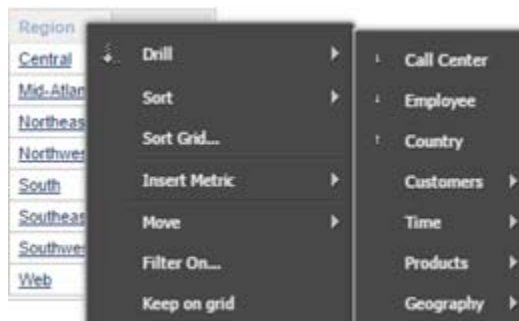 Region
Central
Mid-Atlan
Northeas
Northwes
South
Southeas
Southwes
Web
Drill
Sort
Sort Grid...
Insert Metric
Move
Filter On...
Keep on grid
Call Center
Employee
Country
Customers
Time
Products
Geography